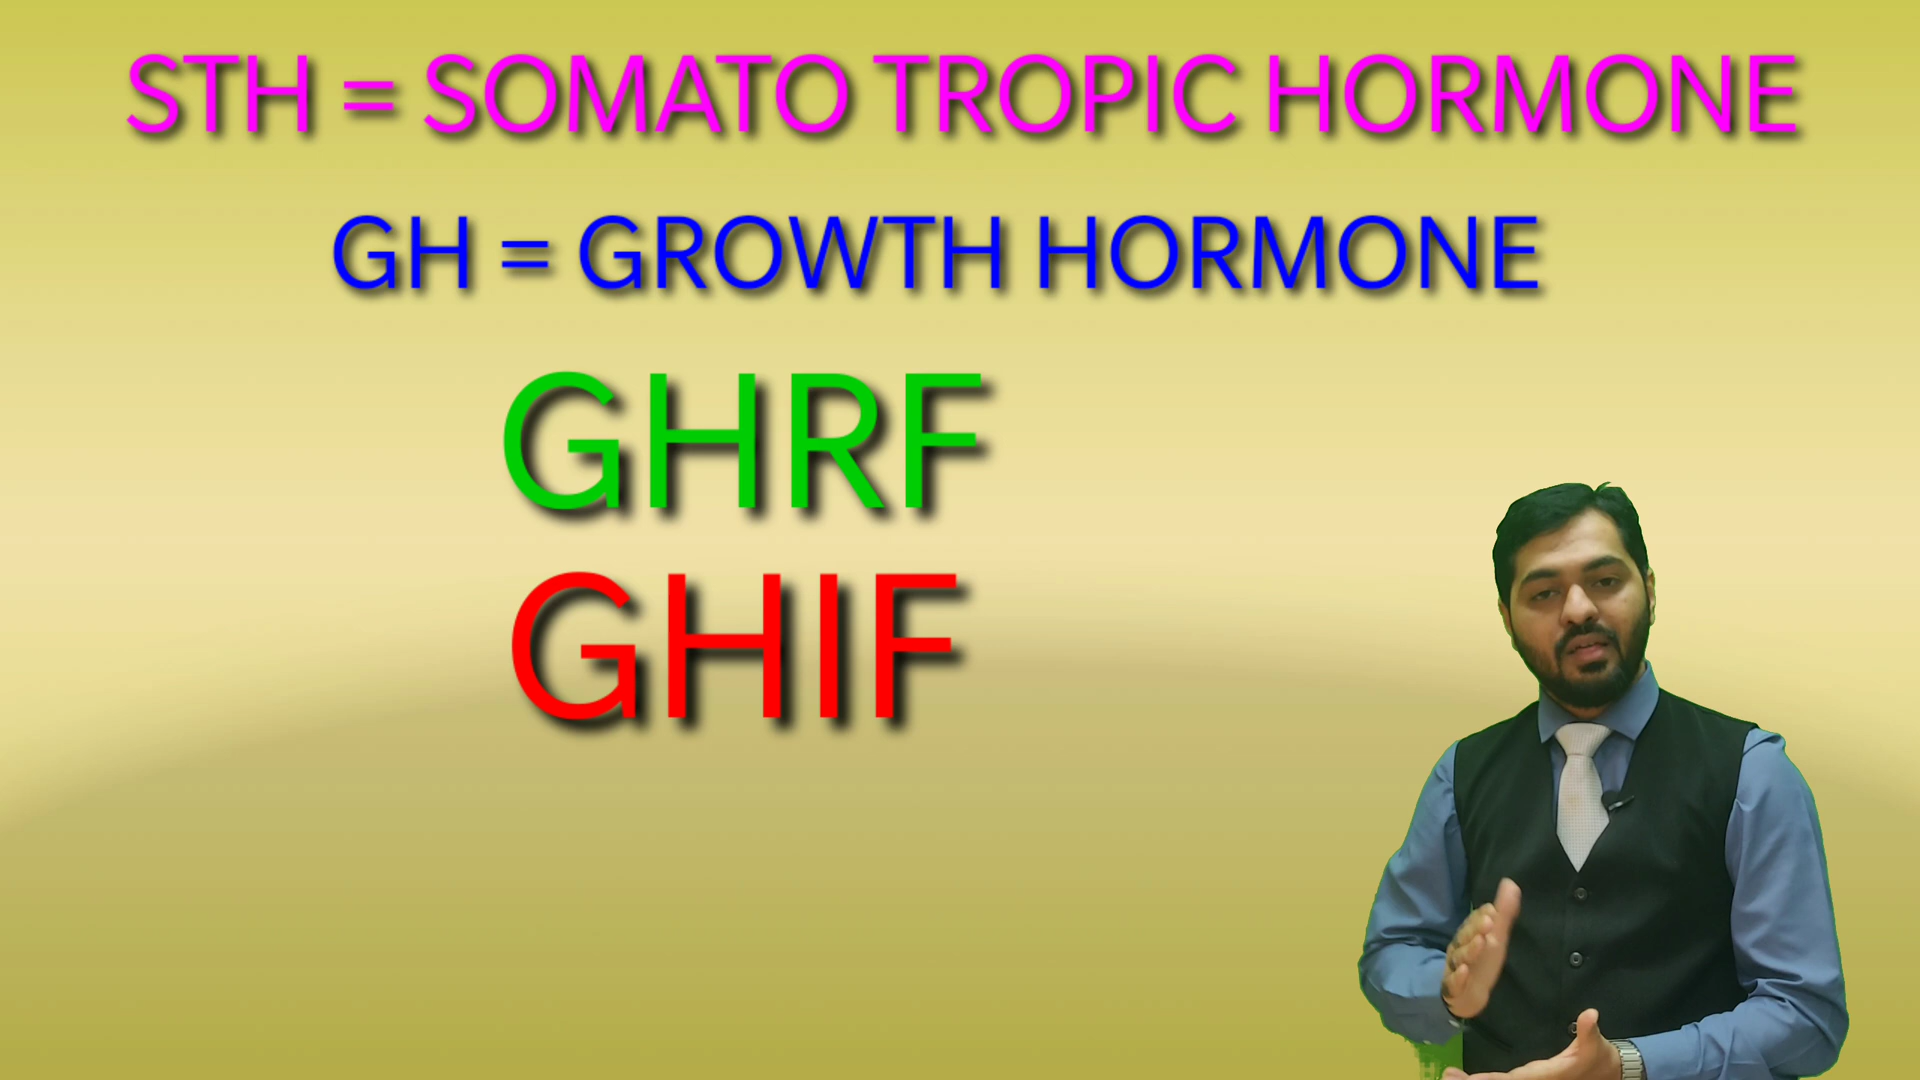 STH = SOMATO TROPIC HORMONE
GH = GROWTH HORMONE
GHRF
GHIF